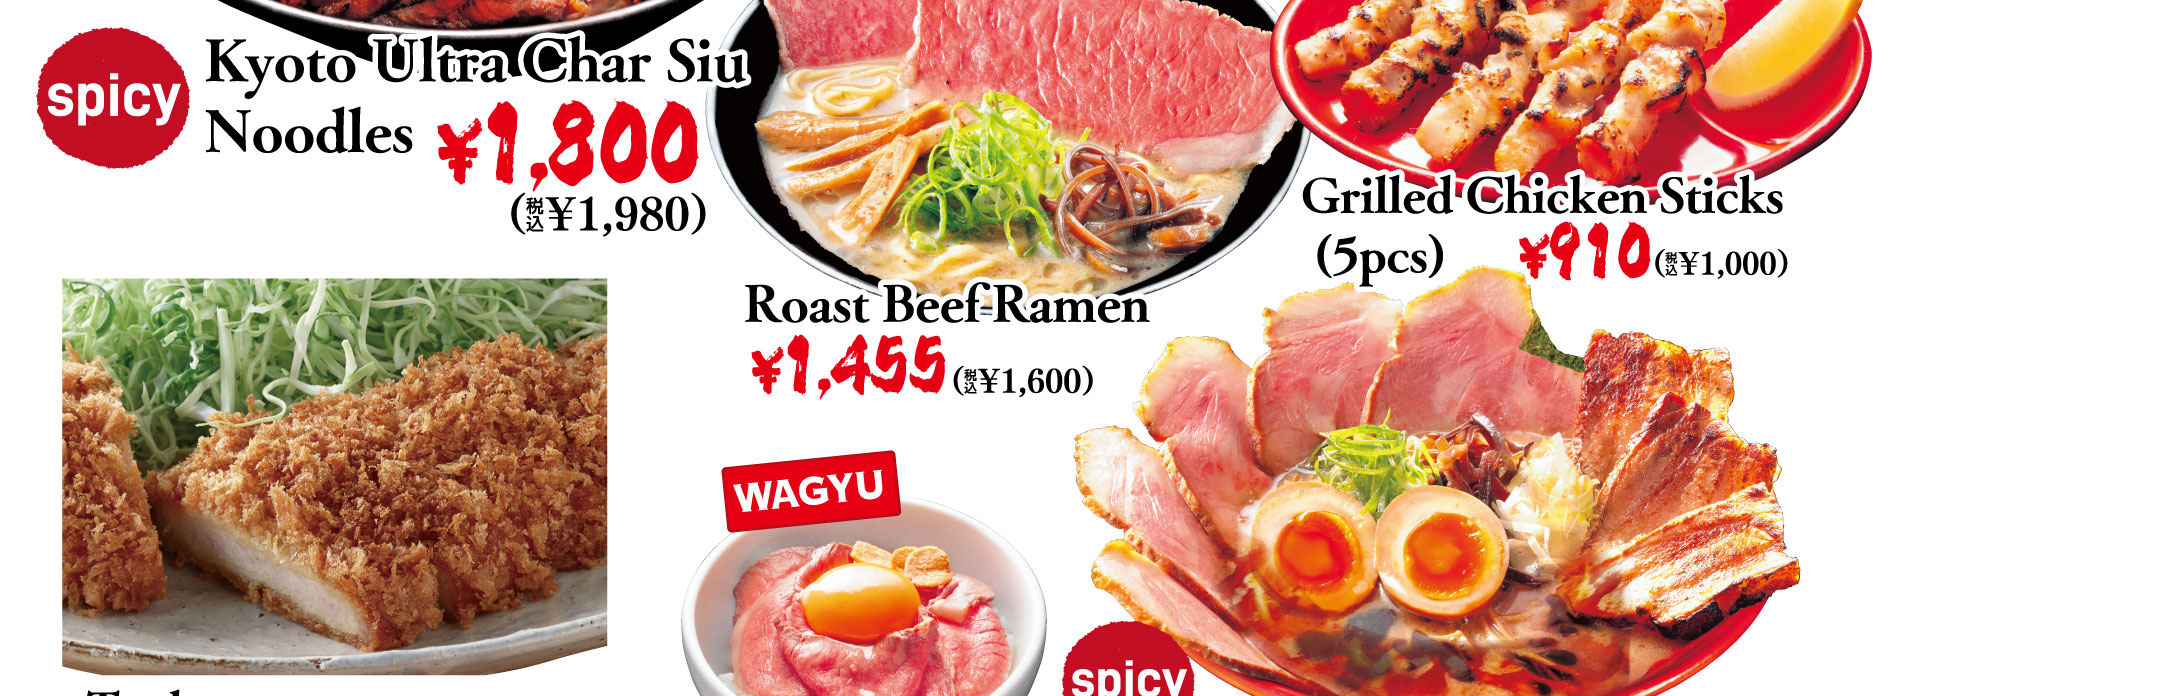 spicy
Kyoto Ultra Char Siu
Noodles ¥1,800
(税込¥1,980)
Grilled Chicken Sticks
(5pcs) ¥910 (税込¥1,000)
Roast Beef Ramen
¥1,455 (税込¥1,600)
WAGYU
spicy